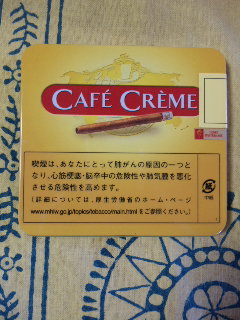 CAFÉ CRÈME
喫煙は、あなたにとって肺がんの原因の一つと
なり、心筋梗塞・脳卒中の危険性や肺気腫を悪化
させる危険性を高めます。
(詳細については、厚生労働省のホーム・ページ
www.mhlw.go.jp/topics/tobacco/main.html をご参照ください。)